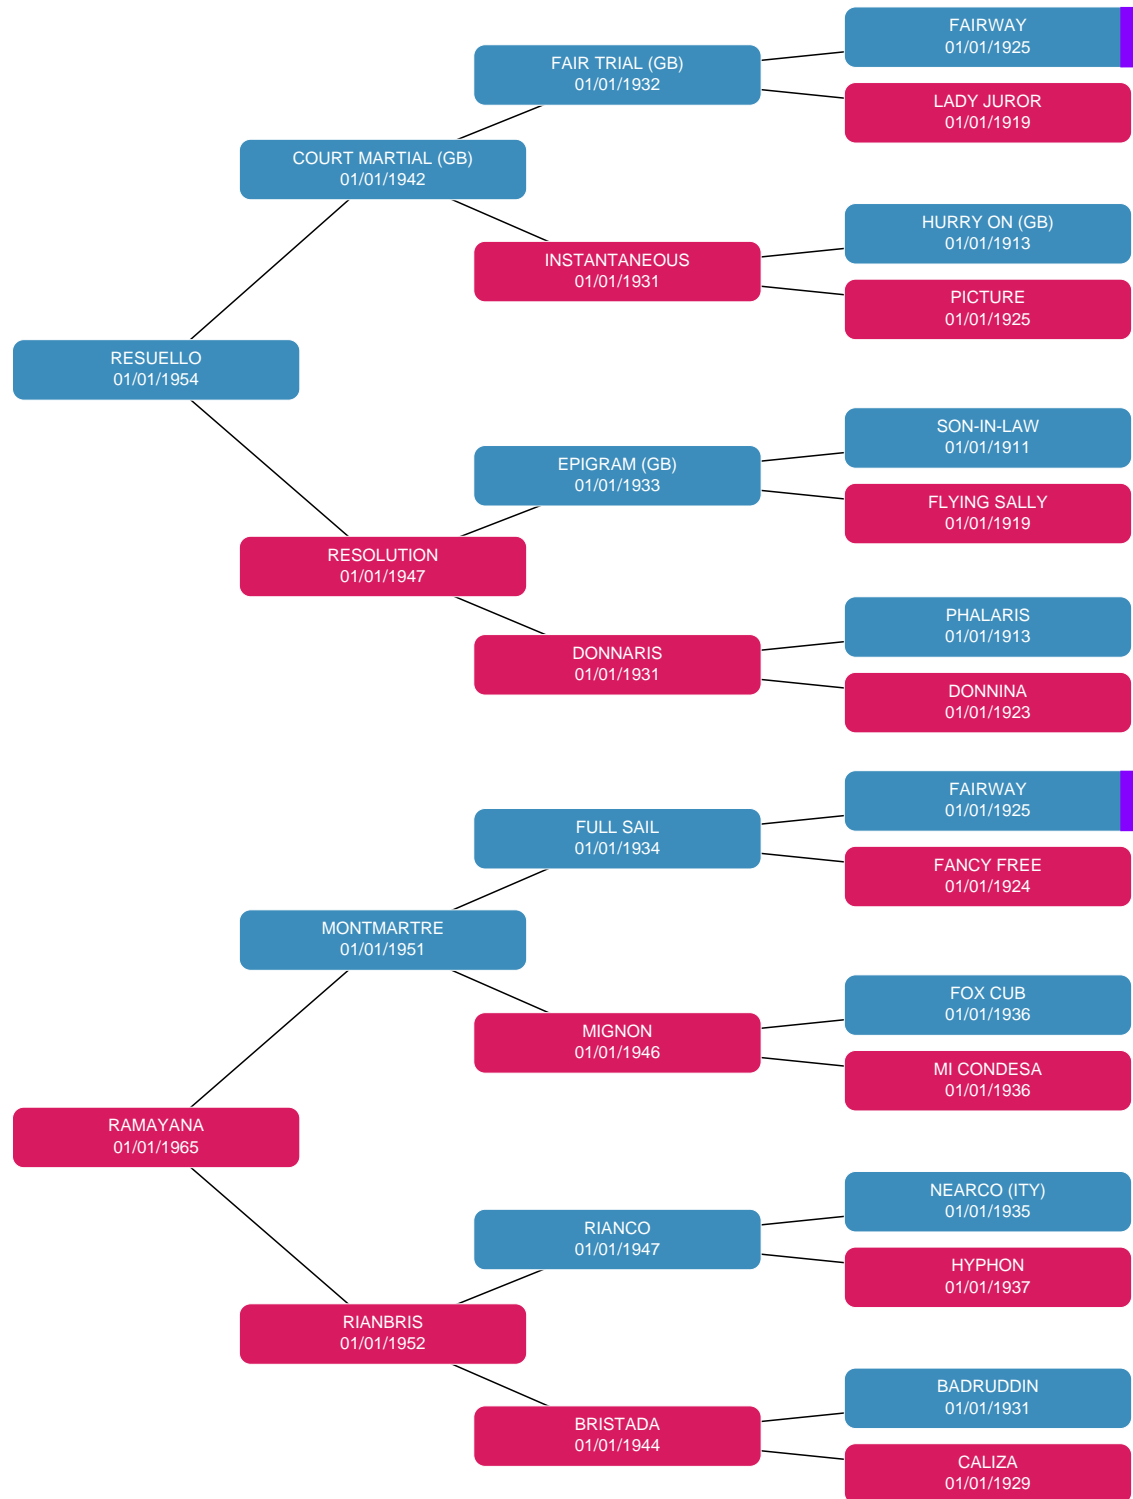 FAIRWAY
01/01/1925
FAIR TRIAL (GB)
01/01/1932
LADY JUROR
01/01/1919
COURT MARTIAL (GB)
01/01/1942
HURRY ON (GB)
01/01/1913
INSTANTANEOUS
01/01/1931
PICTURE
01/01/1925
RESUELLO
01/01/1954
SON-IN-LAW
01/01/1911
EPIGRAM (GB)
01/01/1933
FLYING SALLY
01/01/1919
RESOLUTION
01/01/1947
PHALARIS
01/01/1913
DONNARIS
01/01/1931
DONNINA
01/01/1923
FAIRWAY
01/01/1925
FULL SAIL
01/01/1934
FANCY FREE
01/01/1924
MONTMARTRE
01/01/1951
FOX CUB
01/01/1936
MIGNON
01/01/1946
MI CONDESA
01/01/1936
RAMAYANA
01/01/1965
NEARCO (ITY)
01/01/1935
RIANCO
01/01/1947
HYPHON
01/01/1937
RIANBRIS
01/01/1952
BADRUDDIN
01/01/1931
BRISTADA
01/01/1944
CALIZA
01/01/1929